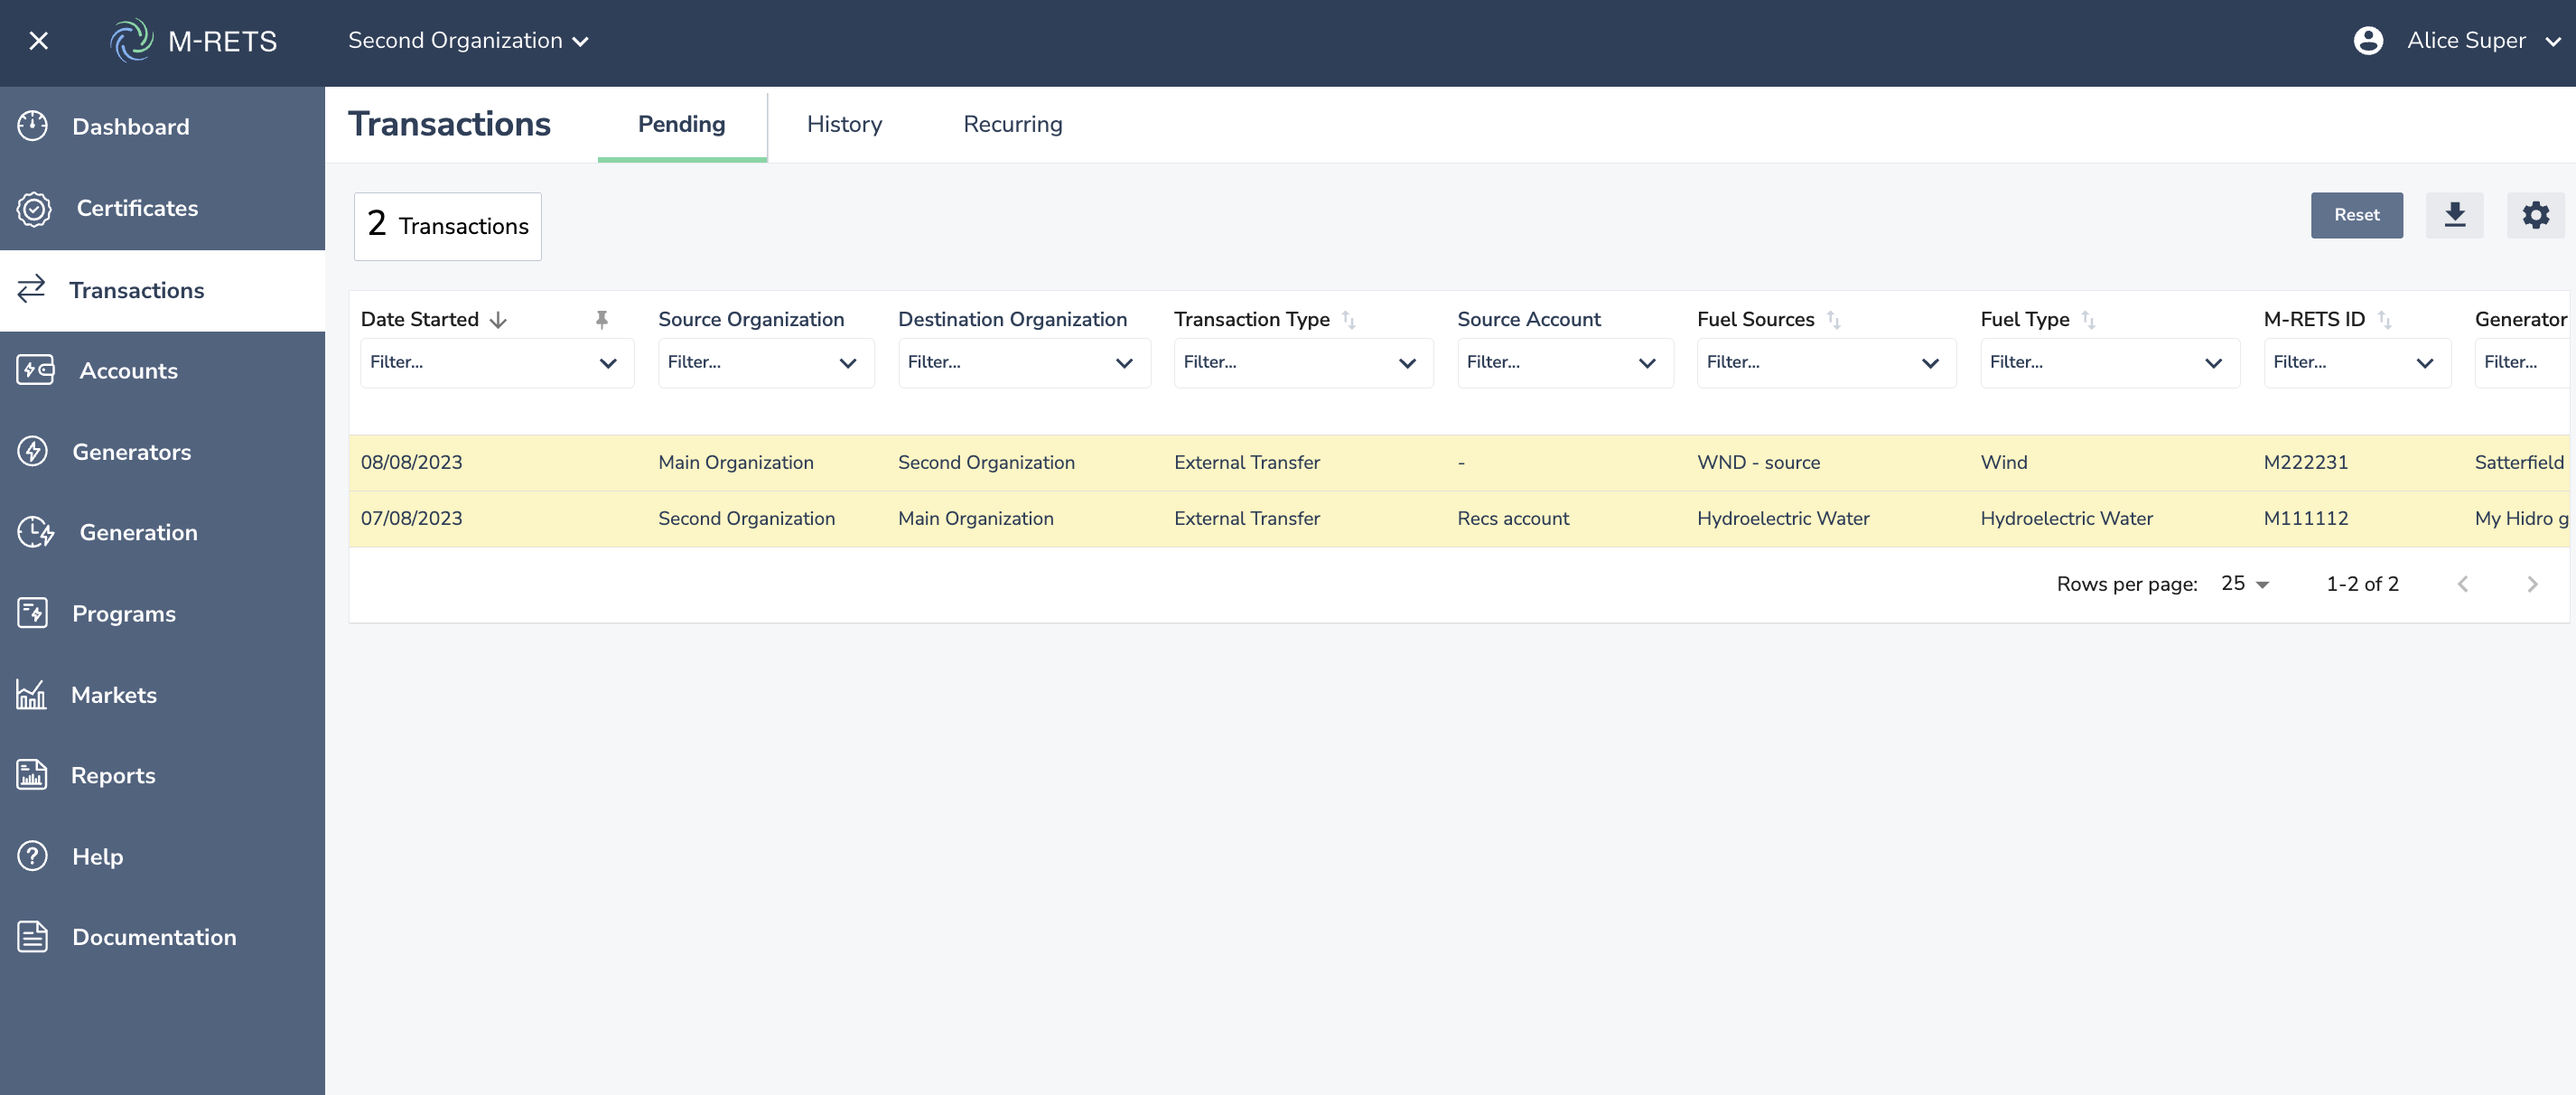 M-RETS
Second Organization
Alice Super
Dashboard
Certificates
Transactions
Accounts
Generators
Generation
Programs
Markets
Reports
Help
Documentation
Transactions
Pending
History
Recurring
2 Transactions
Reset
Date Started Source Organization Destination Organization Transaction Type Source Account Fuel Sources Fuel Type M-RETS ID Generator
Filter... Filter... Filter... Filter... Filter... Filter... Filter... Filter... Filter...
08/08/2023 Main Organization Second Organization External Transfer - WND - source Wind M222231 Satterfield
07/08/2023 Second Organization Main Organization External Transfer Recs account Hydroelectric Water Hydroelectric Water M111112 My Hidro g
Rows per page: 25 1-2 of 2